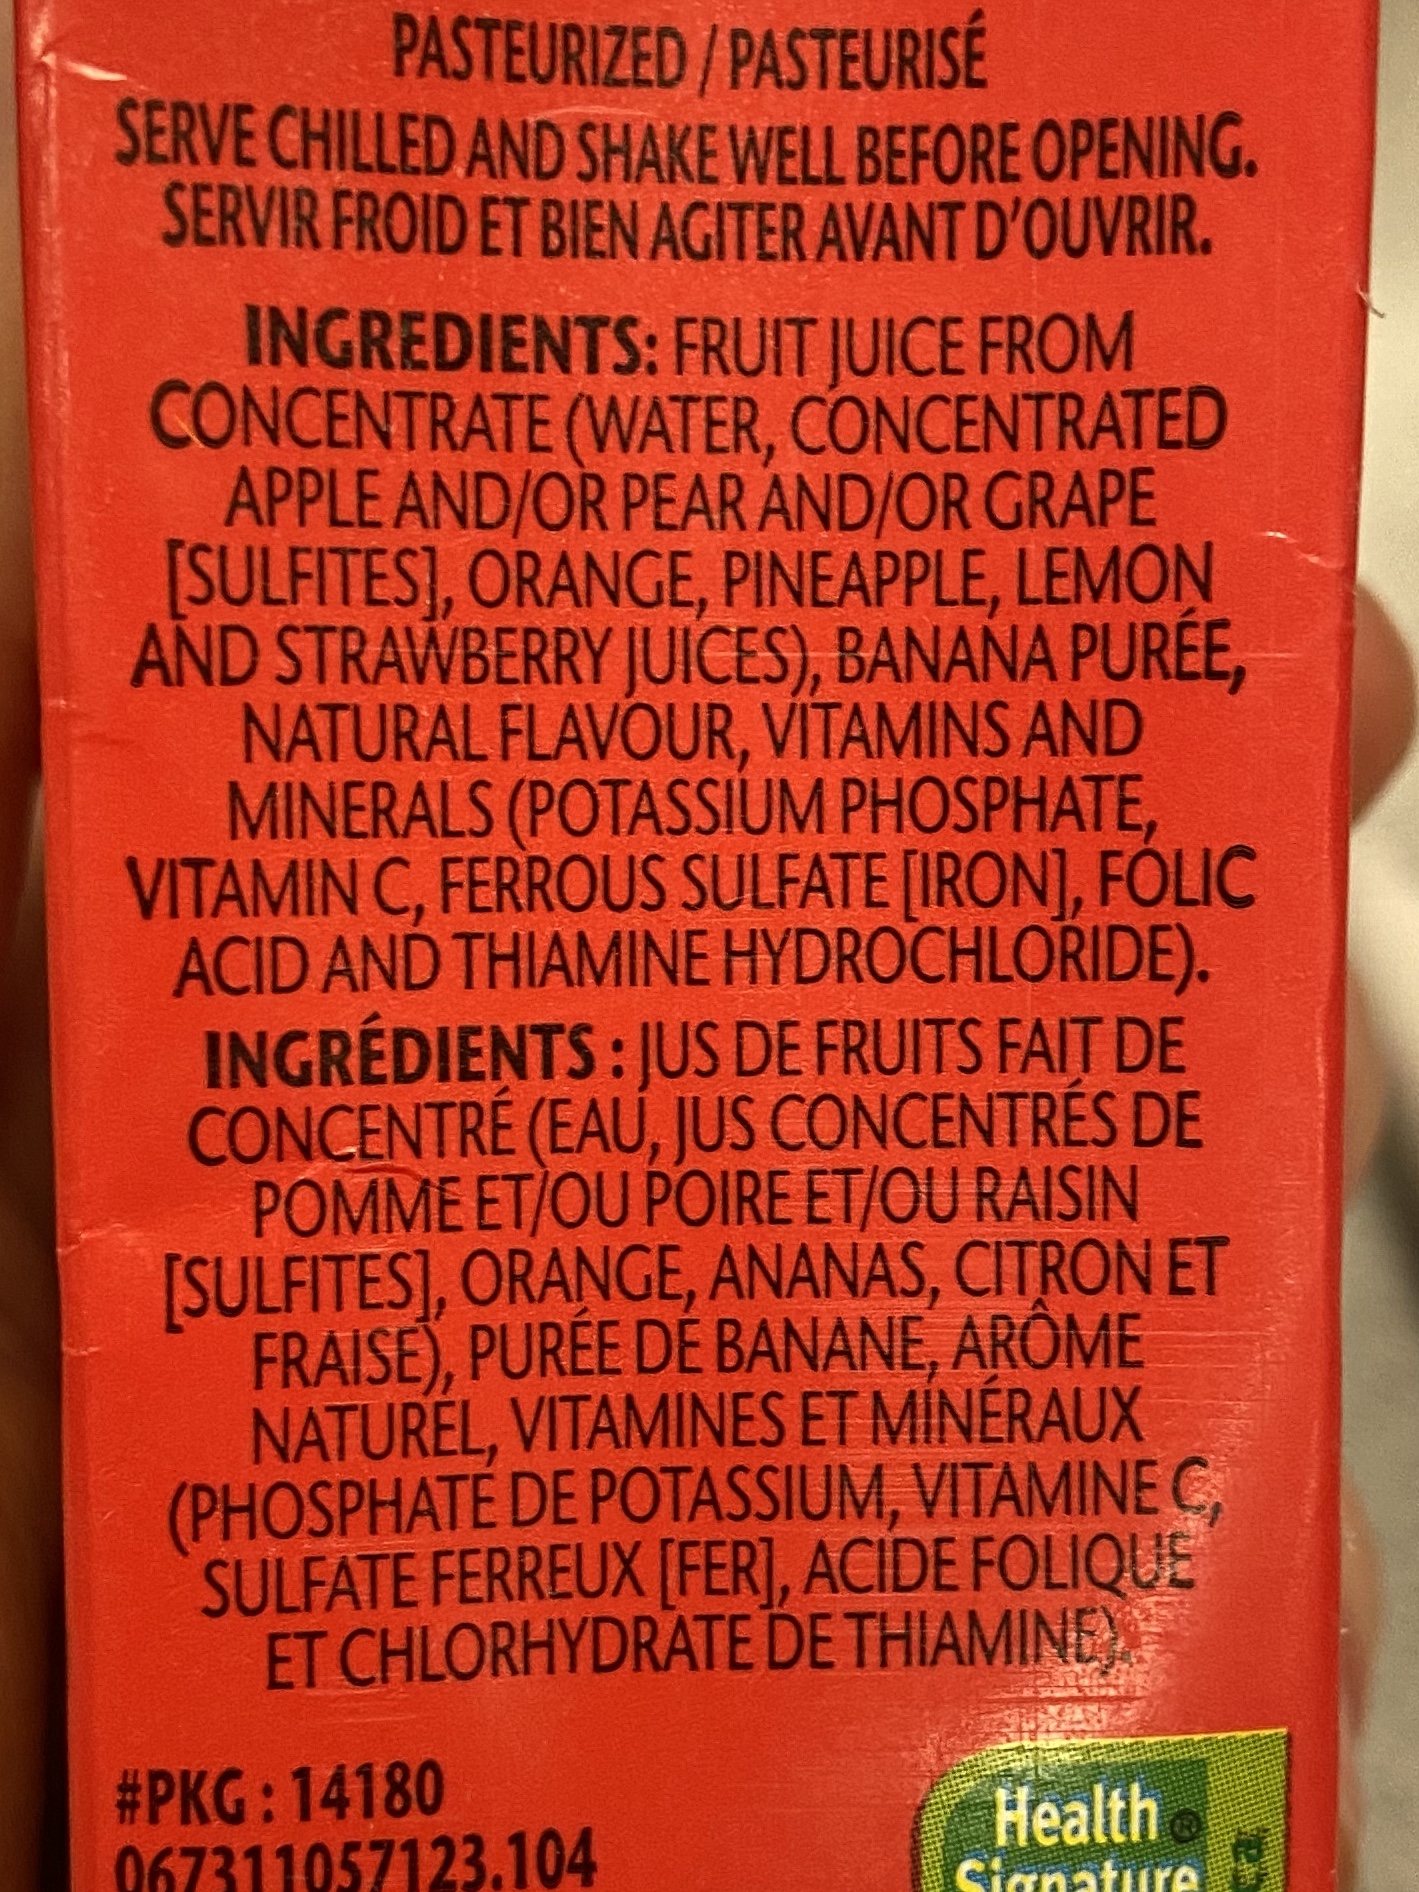 PASTEURIZED / PASTEURISÉ
SERVE CHILLED AND SHAKE WELL BEFORE OPENING.
SERVIR FROID ET BIEN AGITER AVANT D'OUVRIR.
INGREDIENTS: FRUIT JUICE FROM
CONCENTRATE (WATER, CONCENTRATED
APPLE AND/OR PEAR AND/OR GRAPE
[SULFITES], ORANGE, PINEAPPLE, LEMON
AND STRAWBERRY JUICES), BANANA PURÉE,
NATURAL FLAVOUR, VITAMINS AND
MINERALS (POTASSIUM PHOSPHATE,
VITAMIN C, FERROUS SULFATE [IRON], FOLIC
ACID AND THIAMINE HYDROCHLORIDE).
INGRÉDIENTS : JUS DE FRUITS FAIT DE
CONCENTRÉ (EAU, JUS CONCENTRÉS DE
POMME ET/OU POIRE ET/OU RAISIN
[SULFITES], ORANGE, ANANAS, CITRON ET
FRAISE), PURÉE DE BANANE, ARÔME
NATUREL, VITAMINES ET MINÉRAUX
(PHOSPHATE DE POTASSIUM, VITAMINE C,
SULFATE FERREUX [FER], ACIDE FOLIQUE
ET CHLORHYDRATE DE THIAMINE).
#PKG : 14180
067311057123.104
Health ®
Signature